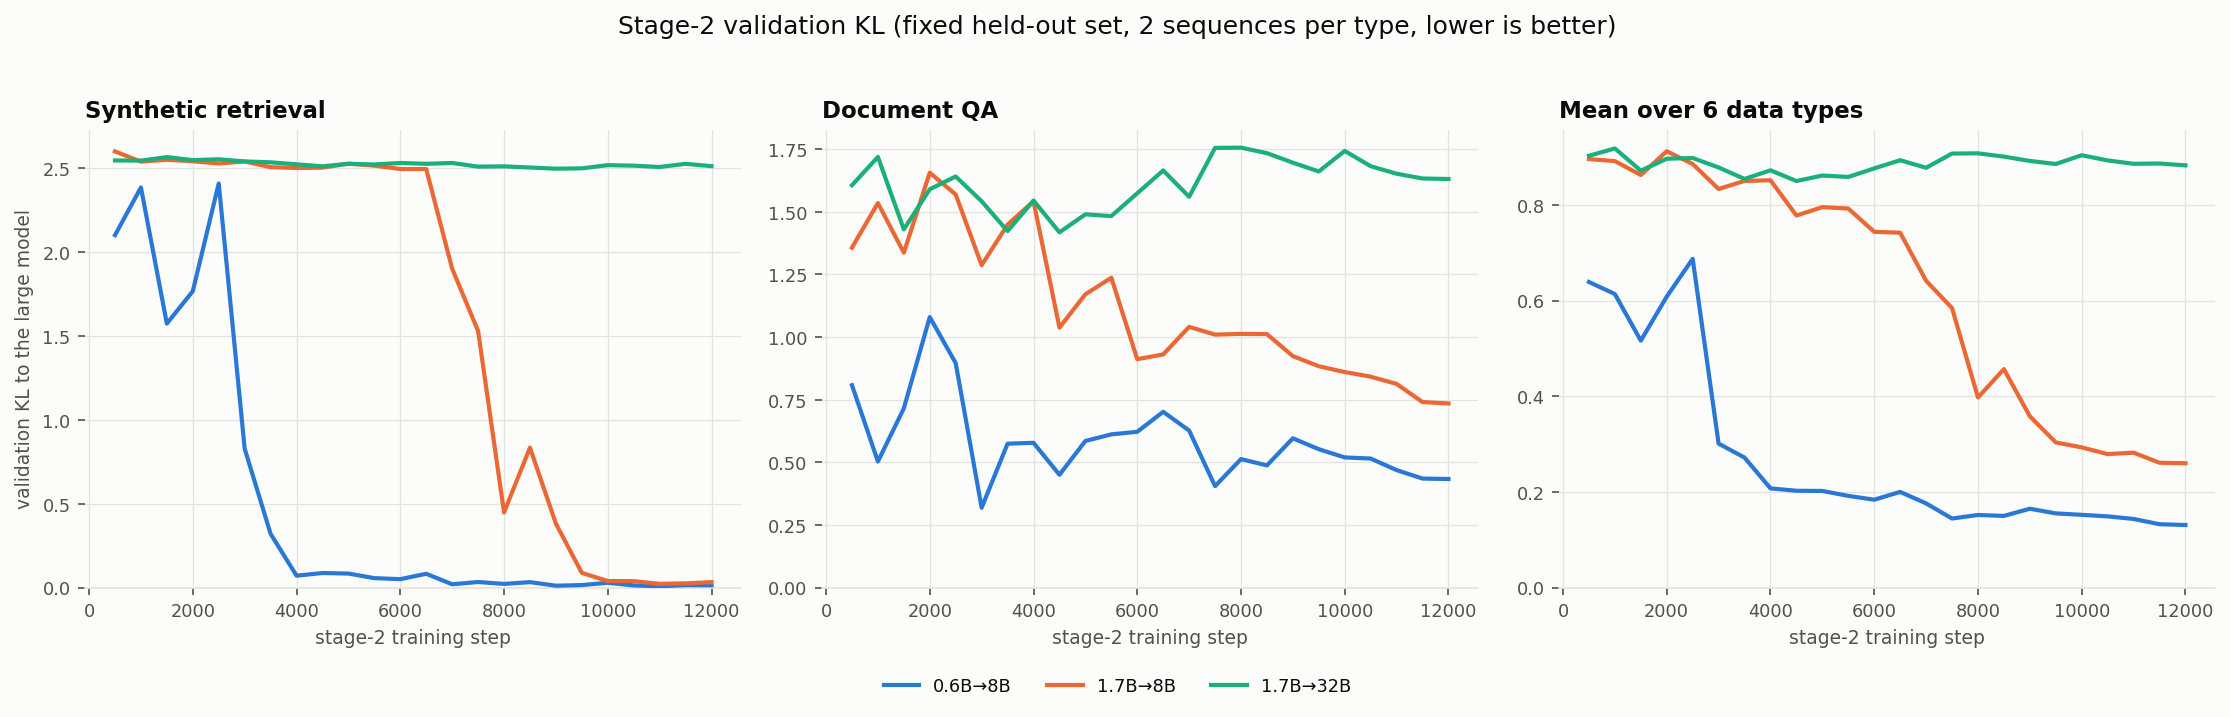 Stage-2 validation KL (fixed held-out set, 2 sequences per type, lower is better)
Synthetic retrieval
validation KL to the large model
2.5
2.0
1.5
1.0
0.5
0.0
0 2000 4000 6000 8000 10000 12000
stage-2 training step
Document QA
1.75
1.50
1.25
1.00
0.75
0.50
0.25
0.00
0 2000 4000 6000 8000 10000 12000
stage-2 training step
Mean over 6 data types
0.8
0.6
0.4
0.2
0.0
0 2000 4000 6000 8000 10000 12000
stage-2 training step
0.6B→8B 1.7B→8B 1.7B→32B